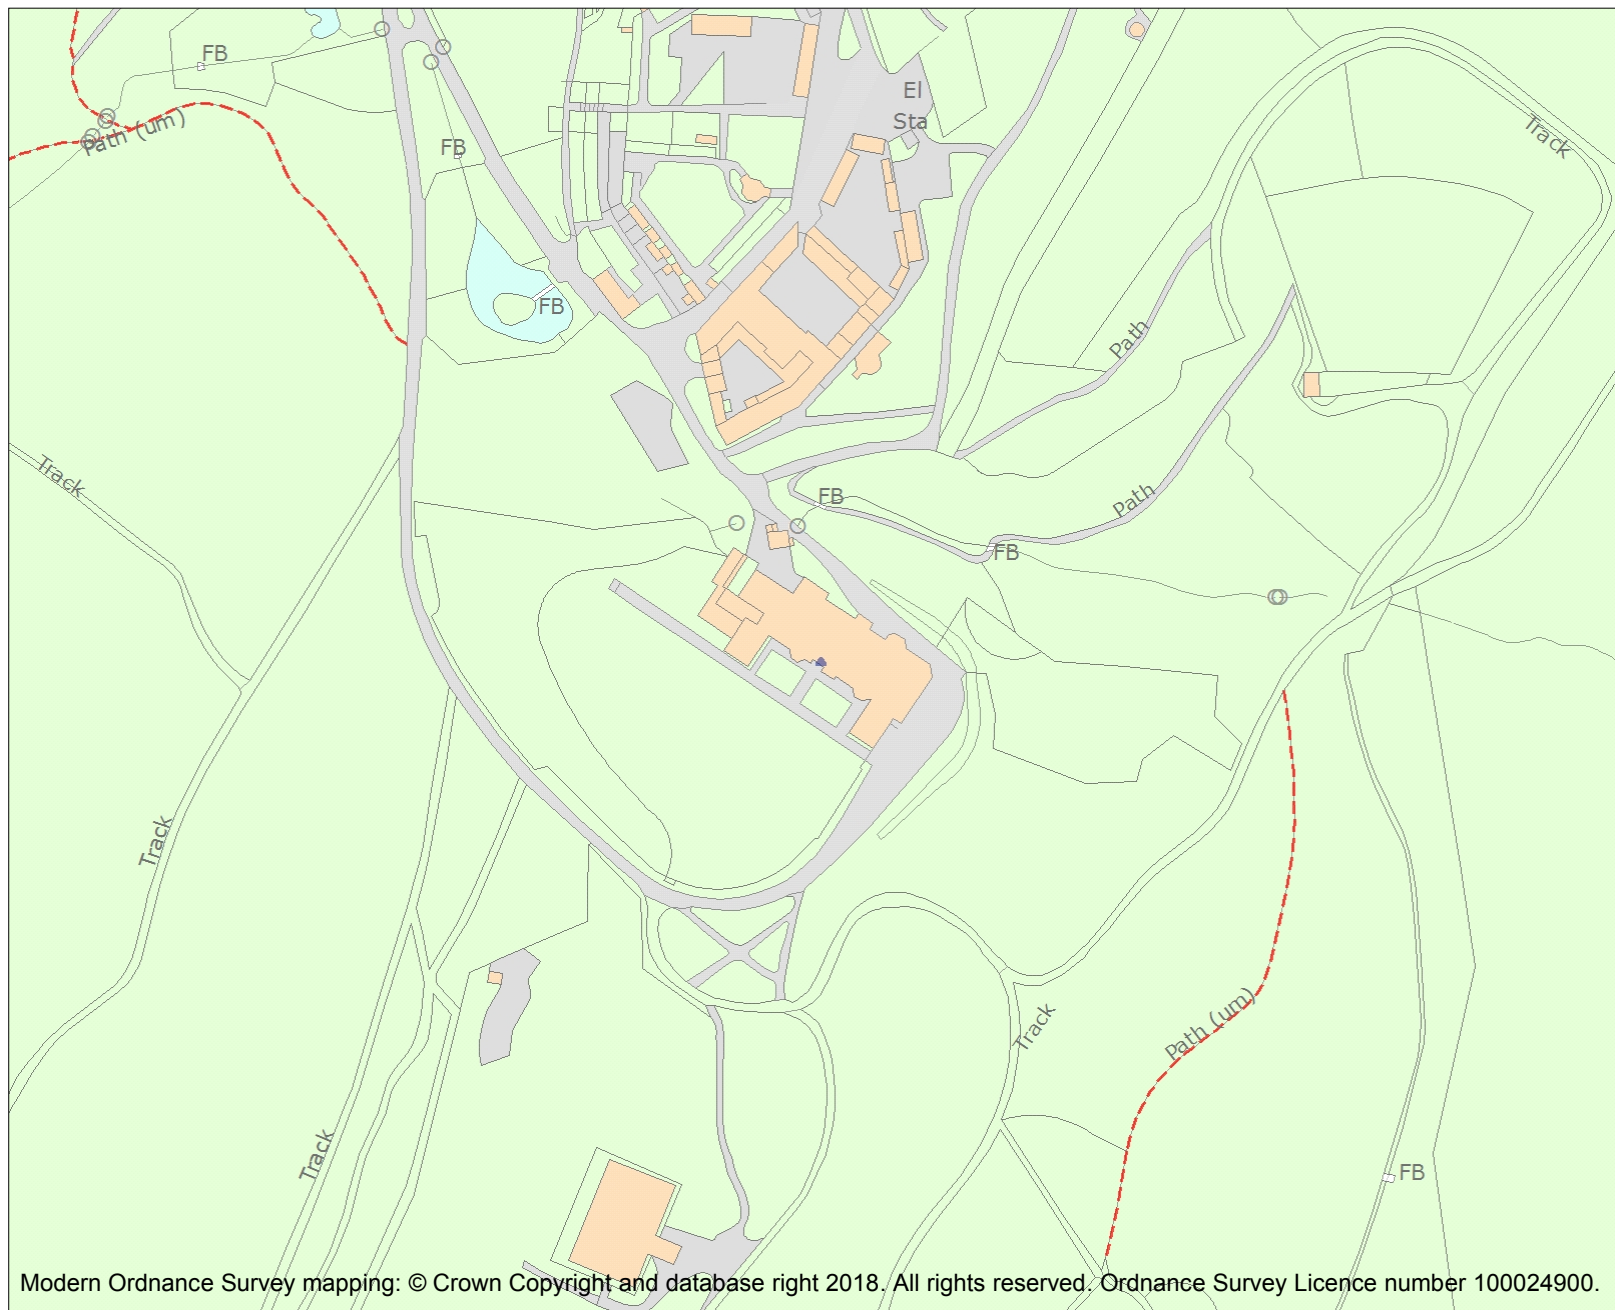 FB
El
Sta
Path (um)
Track
FB
FB
Path
Track
Path
FB
FB
Track
Path (um)
Track
Track
FB
Modern Ordnance Survey mapping: © Crown Copyright and database right 2018. All rights reserved. Ordnance Survey Licence number 100024900.